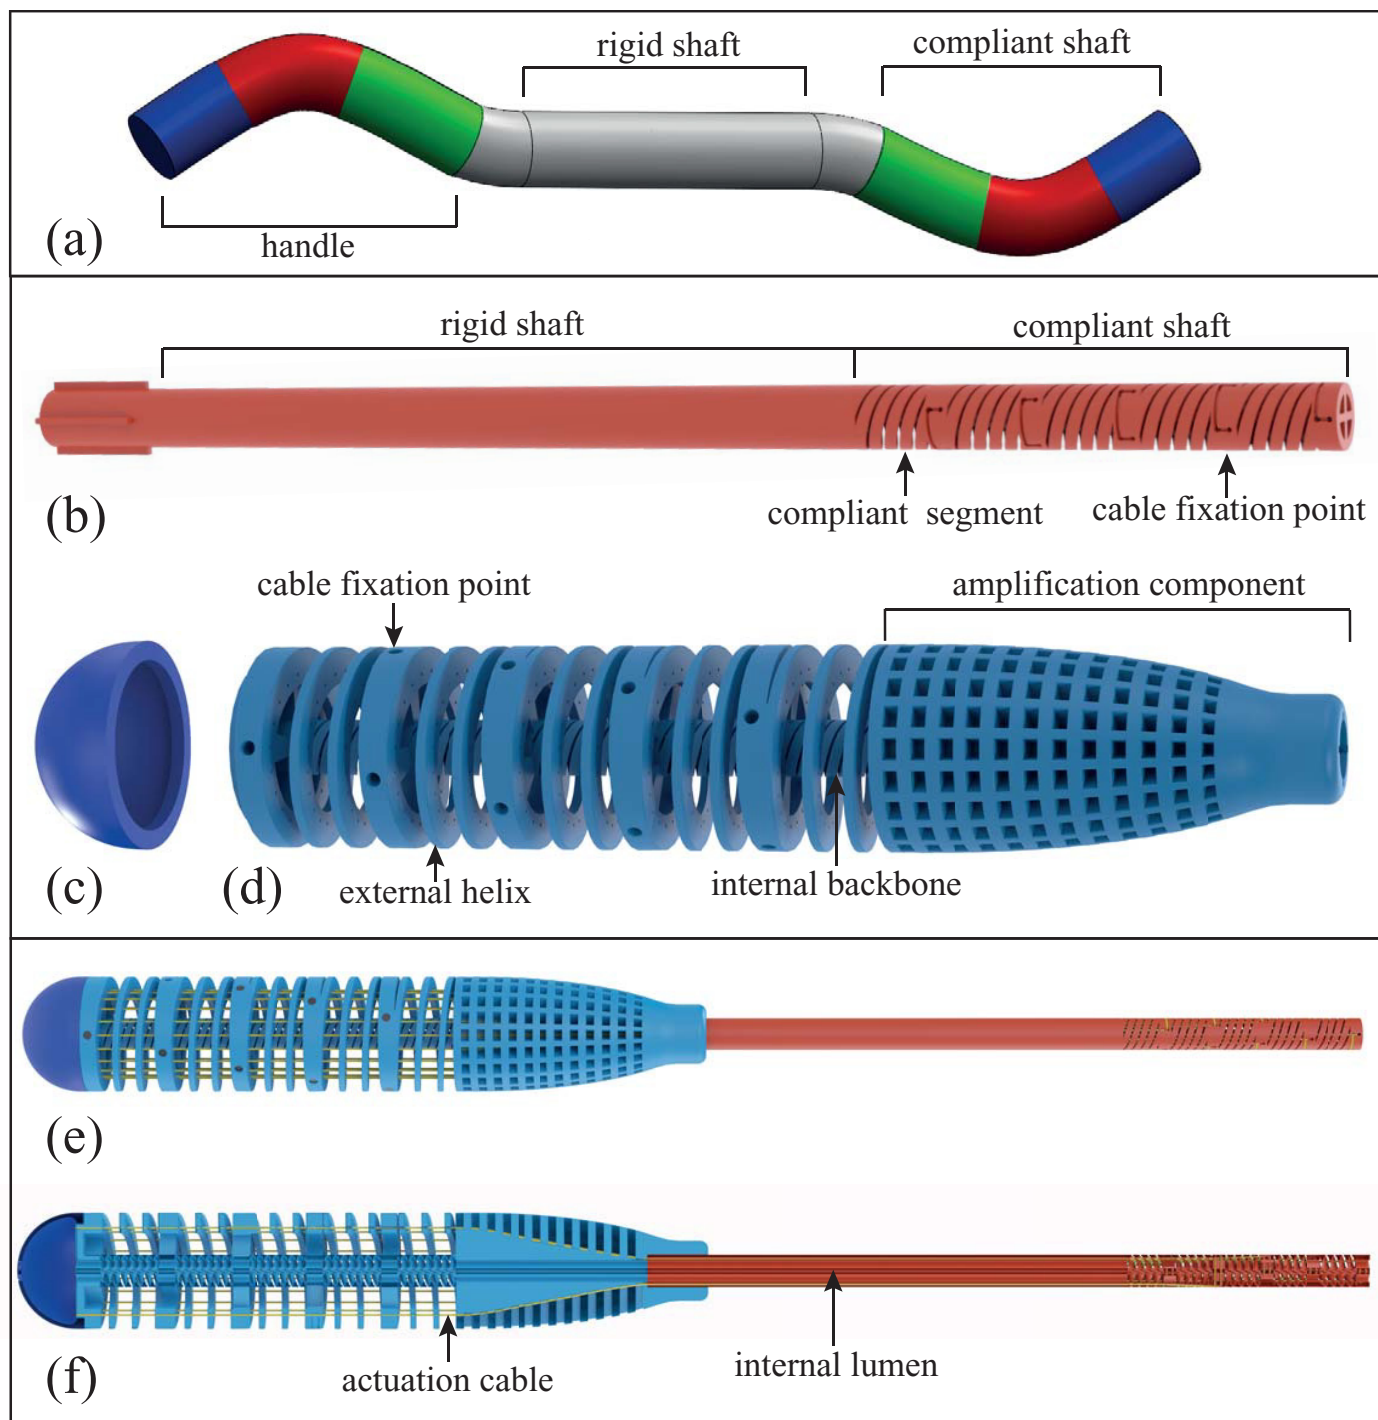 rigid shaft
compliant shaft
handle
(a)
rigid shaft
compliant shaft
compliant segment
cable fixation point
(b)
cable fixation point
amplification component
external helix
internal backbone
(c)
(d)
(e)
actuation cable
internal lumen
(f)